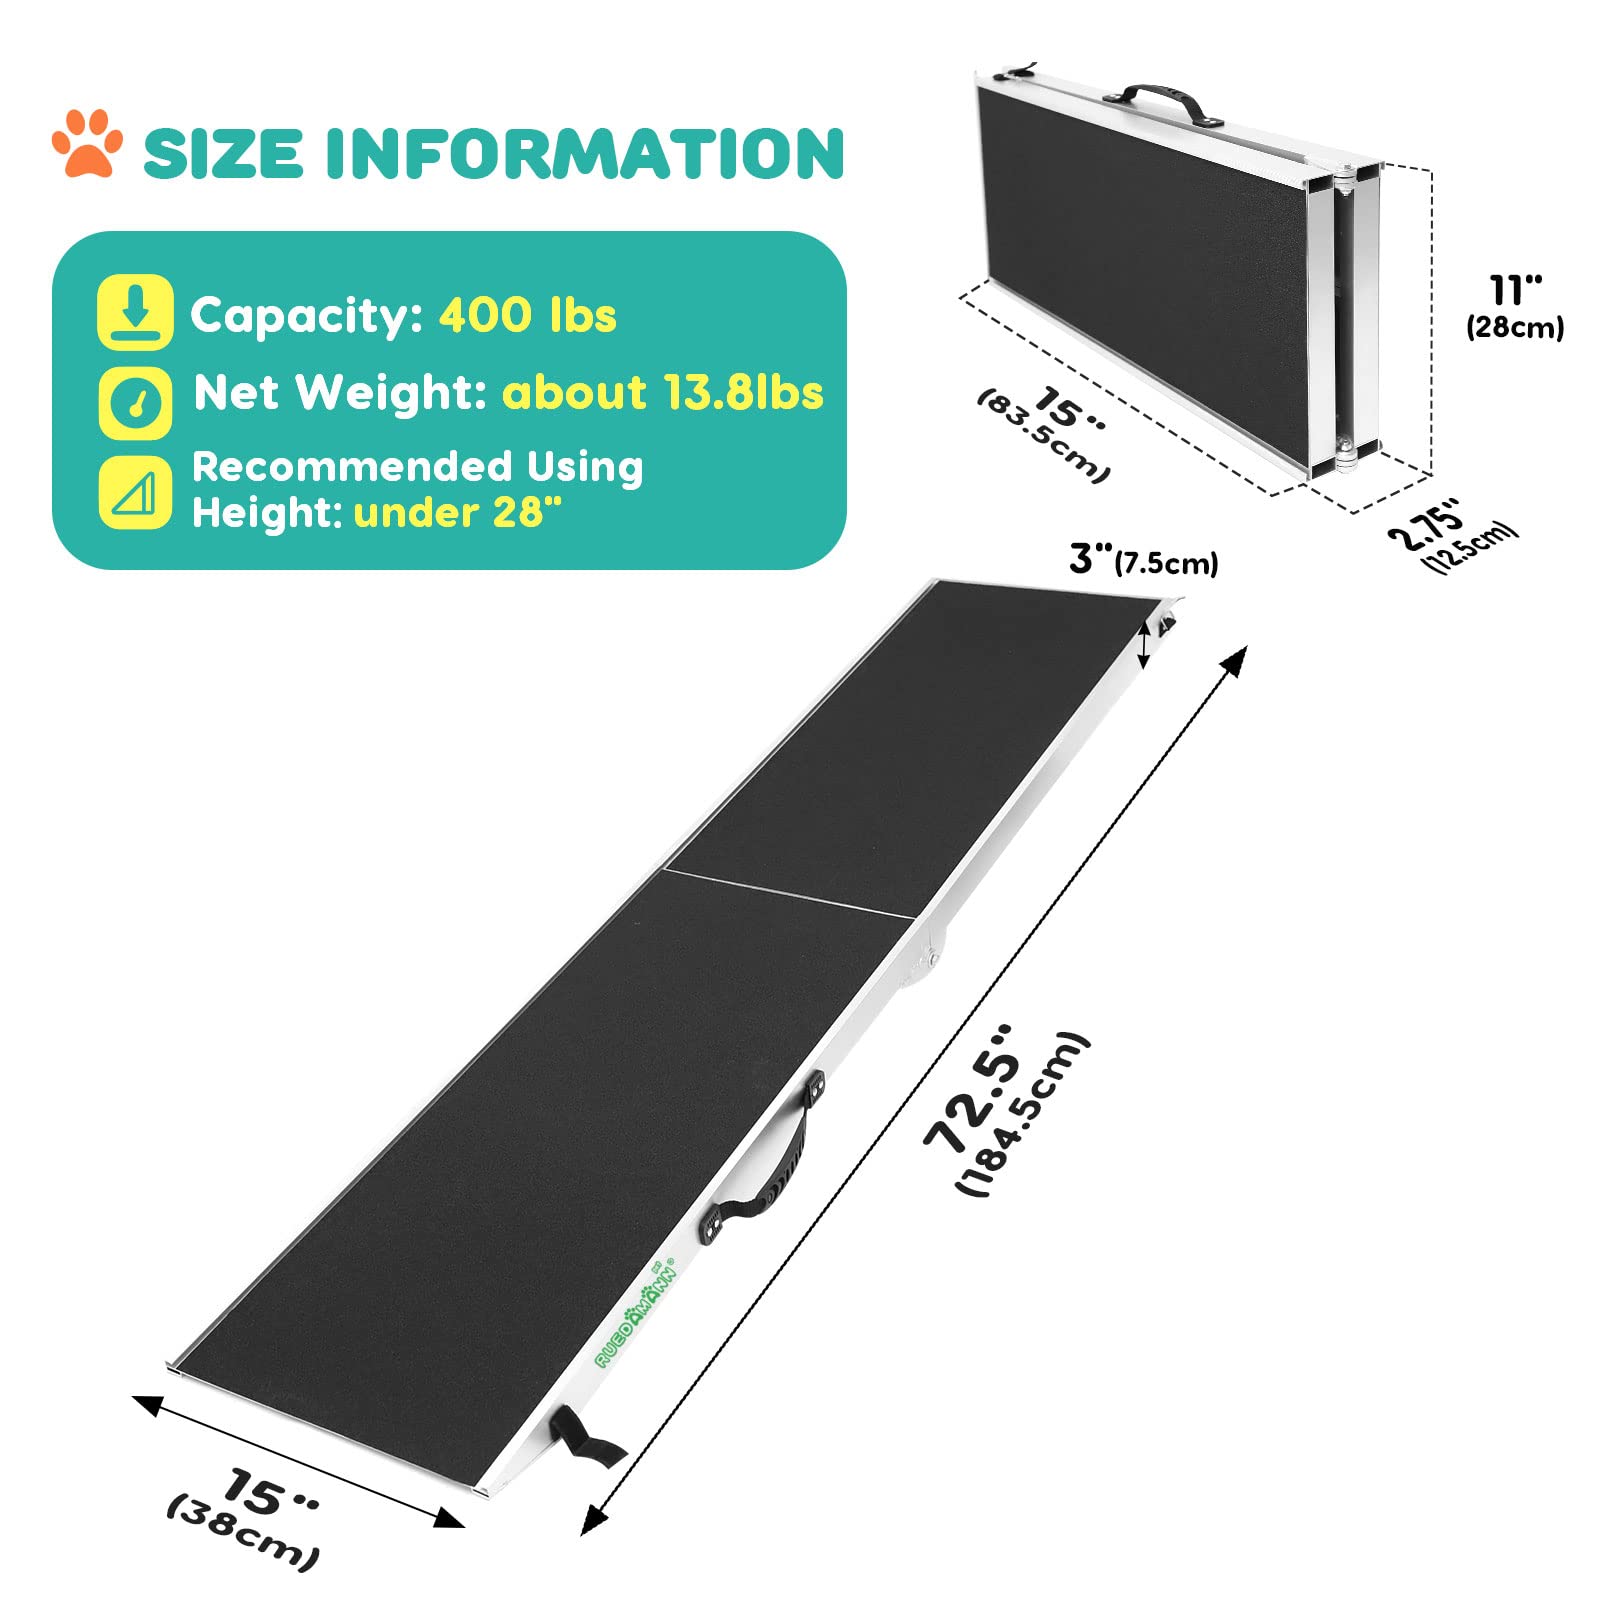 SIZE INFORMATION
Capacity: 400 lbs
Net Weight: about 13.8lbs
Recommended Using
Height: under 28"
11"
(28cm)
15"
(83.5cm)
2.75"
(12.5cm)
3"(7.5cm)
72.5"
(184.5cm)
RUEDAMANN®
15"
(38cm)